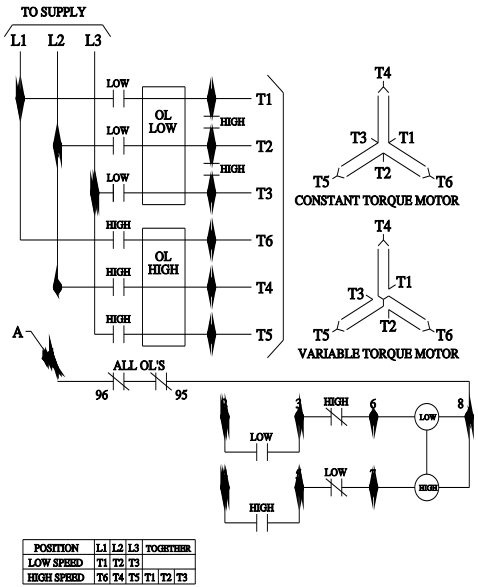 TO SUPPLY
L1 L2 L3
LOW
OL
LOW
T1
HIGH
LOW
T2
HIGH
LOW
T3
HIGH
OL
HIGH
T6
HIGH
T4
HIGH
T5
T4
T3 T1
T2
T5 T6
CONSTANT TORQUE MOTOR
T4
T1
T3
T2
T5 T6
VARIABLE TORQUE MOTOR
A
ALL OL'S
96 95
3 HIGH 6 LOW 8
LOW
LOW HIGH
HIGH
POSITION L1 L2 L3 TOGETHER
LOW SPEED T1 T2 T3
HIGH SPEED T6 T4 T5 T1 T2 T3